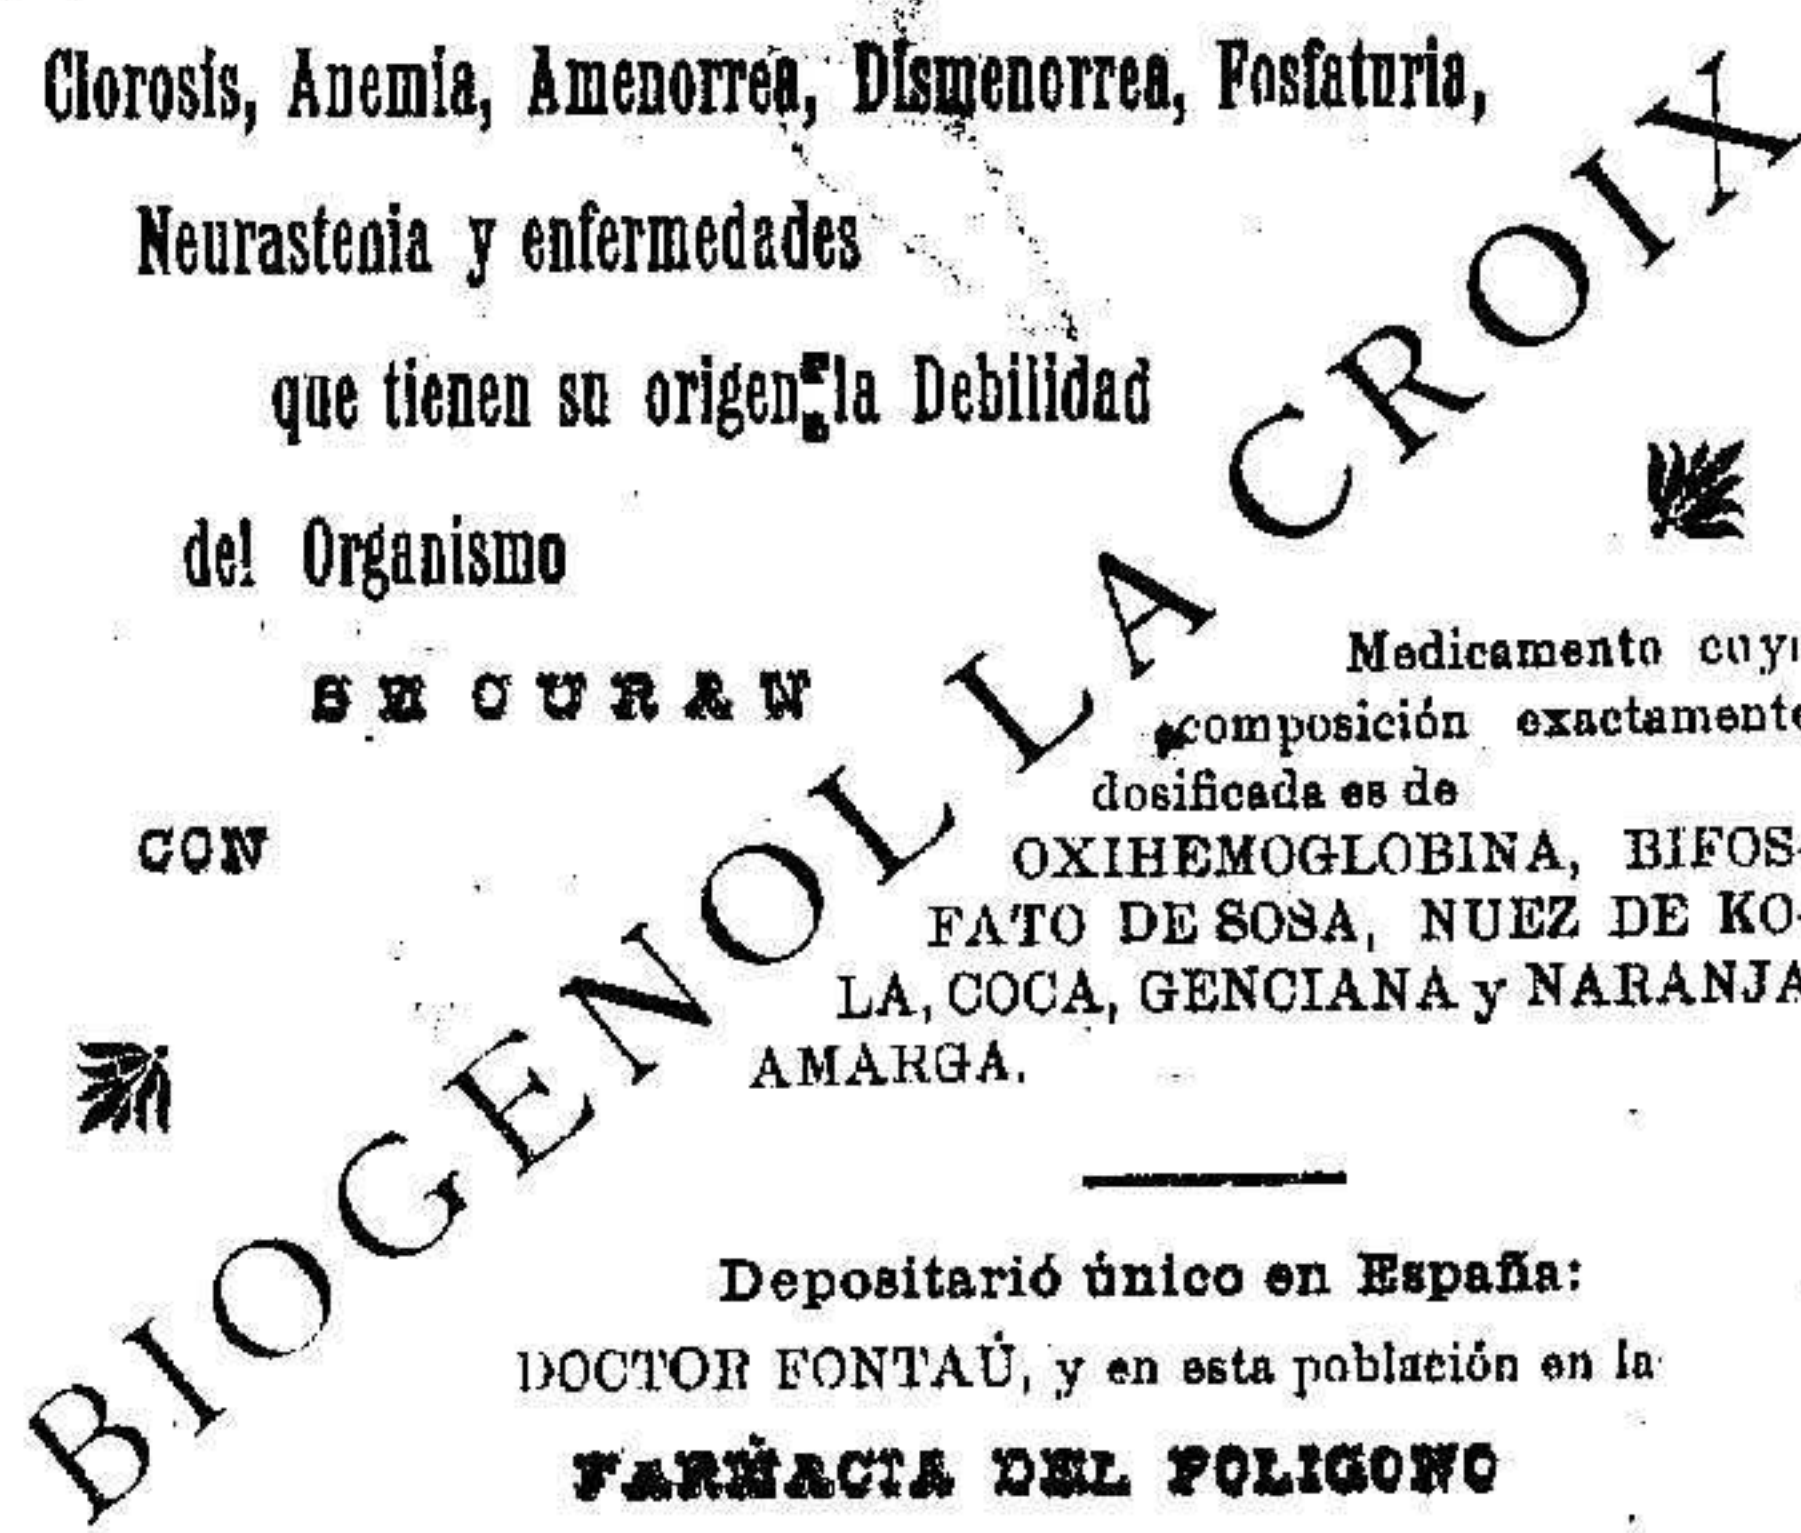 Clorosis, Anemia, Amenorrea, Dismenorrea, Fosfaturia,
Neurastenia y enfermedades
que tienen su origen la Debilidad
del Organismo
SE CURAN
CON
BIOGENOL LACROIX
Medicamento
composición exactamente
dosificada es de
OXIHEMOGLOBINA, BIFOS-
FATO DE SOSA, NUEZ DE KO-
LA, COCA, GENCIANA y NARANJA
AMARGA.
Depositarió único en España:
DOCTOR FONTAÚ, y en esta población en la
FARMACIA DEL POLIGONO